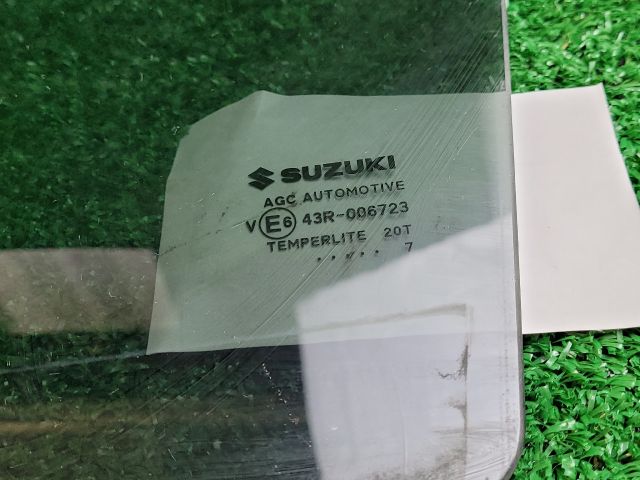 SUZUKI
AGC AUTOMOTIVE
V E6 43R-006723
TEMPERLITE 20T
..... 7